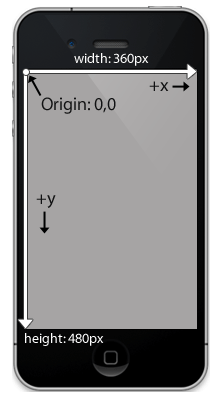 width: 360px
+x
Origin: 0,0
+y
height: 480px